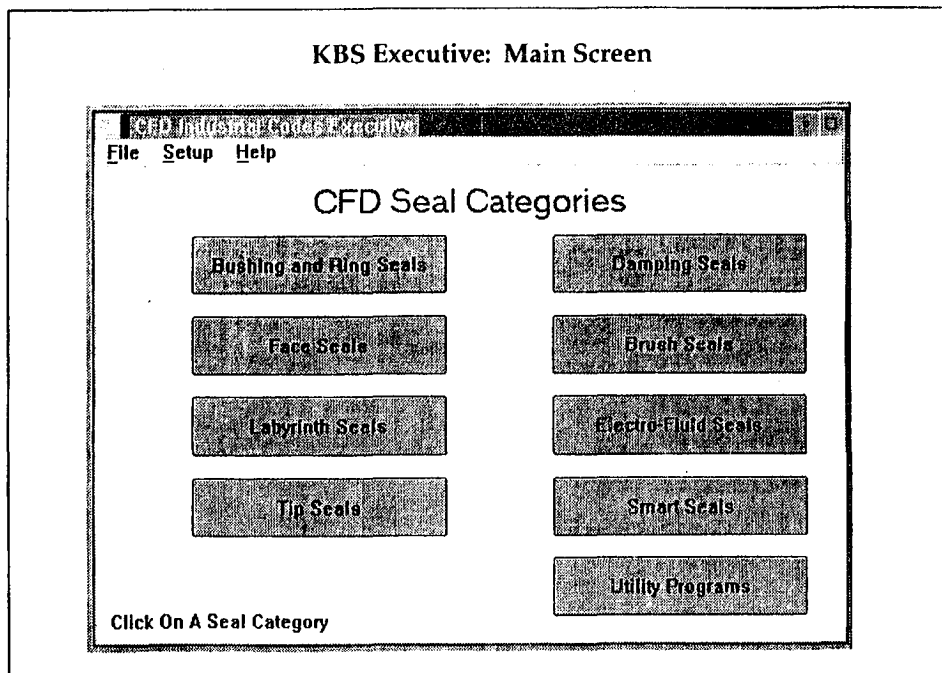 KBS Executive: Main Screen
CFD Industrial Codes Executive
File Setup Help
CFD Seal Categories
Bushing and Ring Seals
Damping Seals
Face Seals
Brush Seals
Labyrinth Seals
Electro-Fluid Seals
Tip Seals
Smart Seals
Utility Programs
Click On A Seal Category